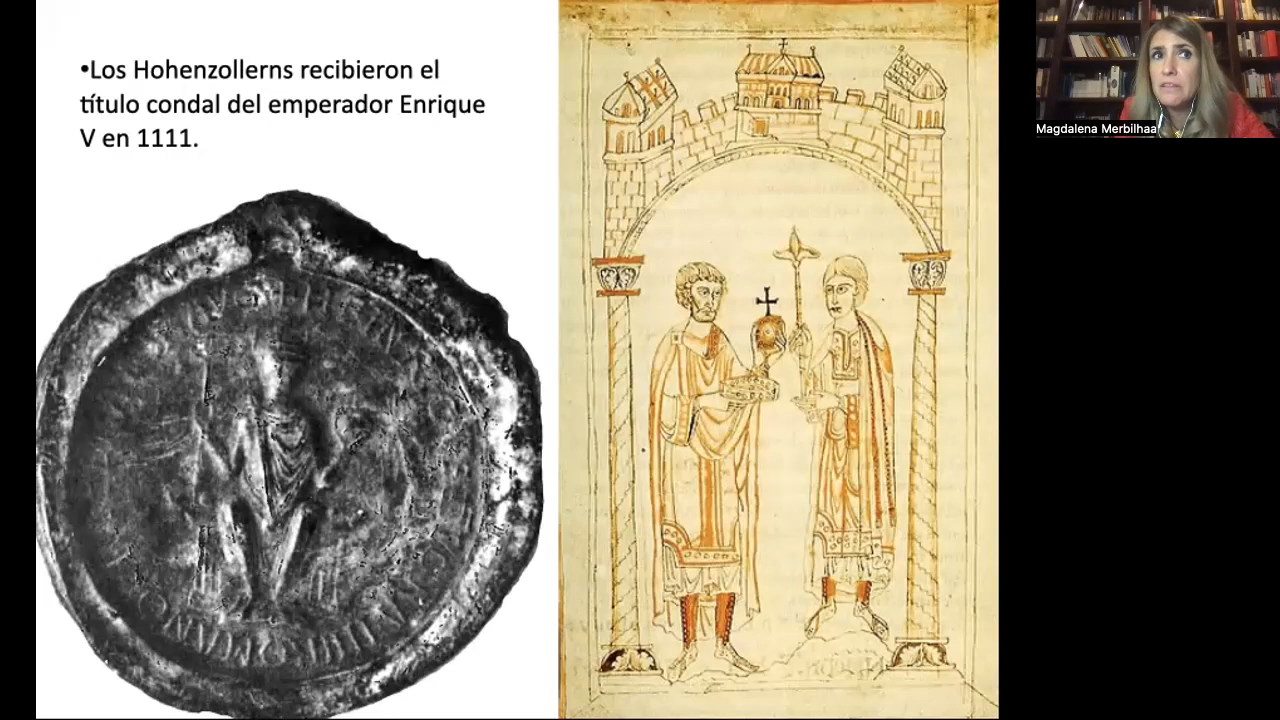 •Los Hohenzollerns recibieron el
título condal del emperador Enrique
V en 1111.
Magdalena Merbilhaa